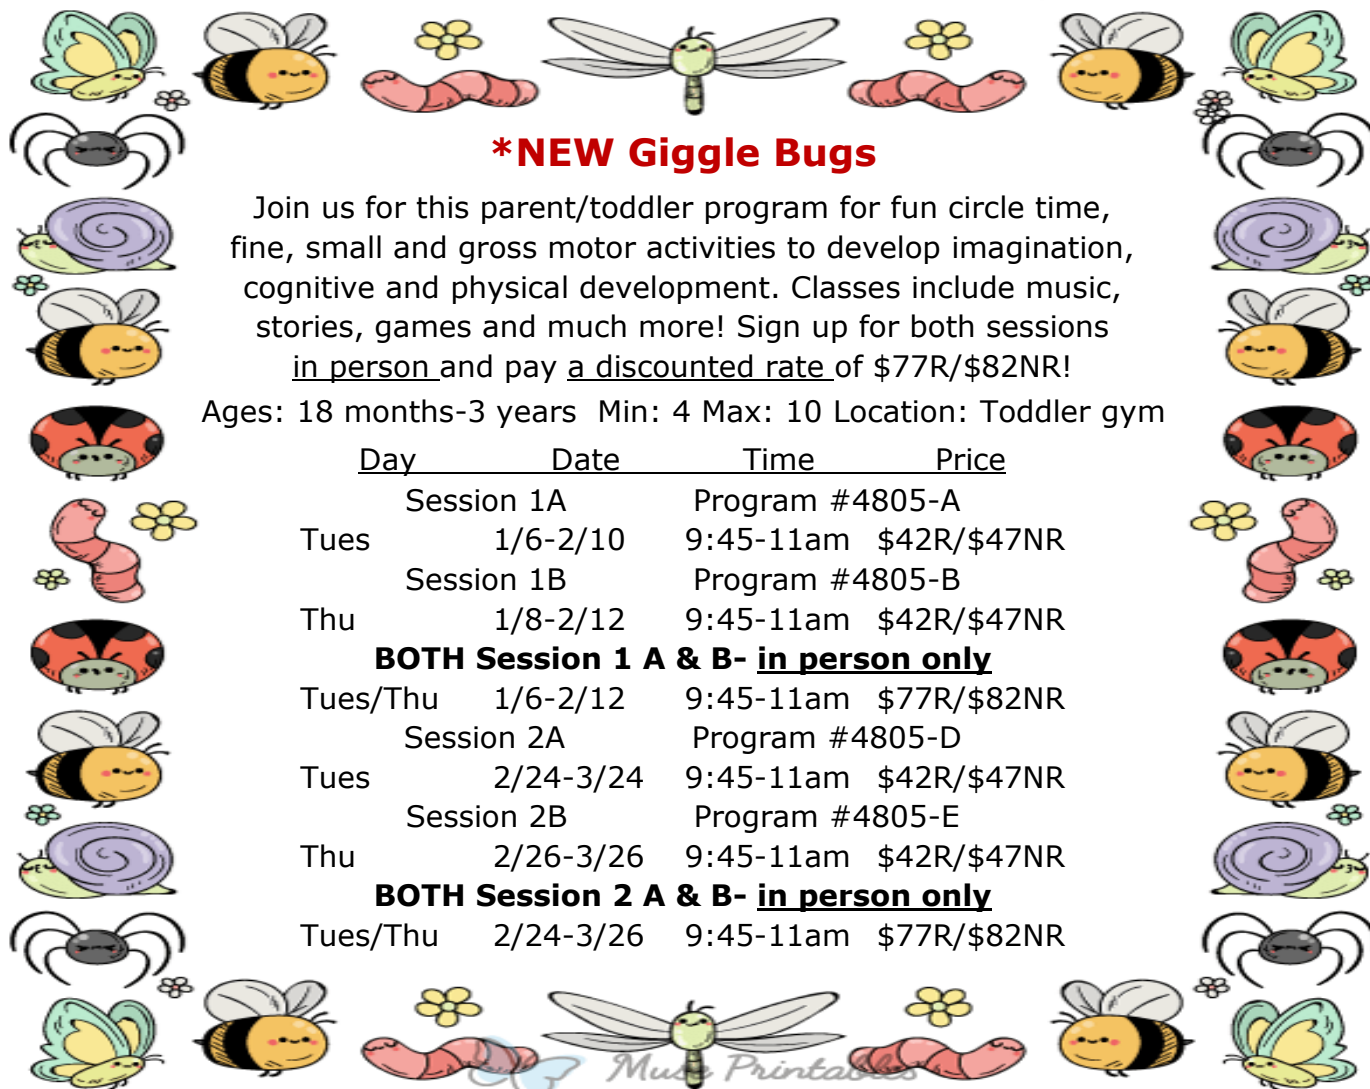 *NEW Giggle Bugs
Join us for this parent/toddler program for fun circle time,
fine, small and gross motor activities to develop imagination,
cognitive and physical development. Classes include music,
stories, games and much more! Sign up for both sessions
in person and pay a discounted rate of $77R/$82NR!
Ages: 18 months-3 years Min: 4 Max: 10 Location: Toddler gym
Day Date Time Price
Session 1A Program #4805-A
Tues 1/6-2/10 9:45-11am $42R/$47NR
Session 1B Program #4805-B
Thu 1/8-2/12 9:45-11am $42R/$47NR
BOTH Session 1 A & B- in person only
Tues/Thu 1/6-2/12 9:45-11am $77R/$82NR
Session 2A Program #4805-D
Tues 2/24-3/24 9:45-11am $42R/$47NR
Session 2B Program #4805-E
Thu 2/26-3/26 9:45-11am $42R/$47NR
BOTH Session 2 A & B- in person only
Tues/Thu 2/24-3/26 9:45-11am $77R/$82NR
Muse Printables